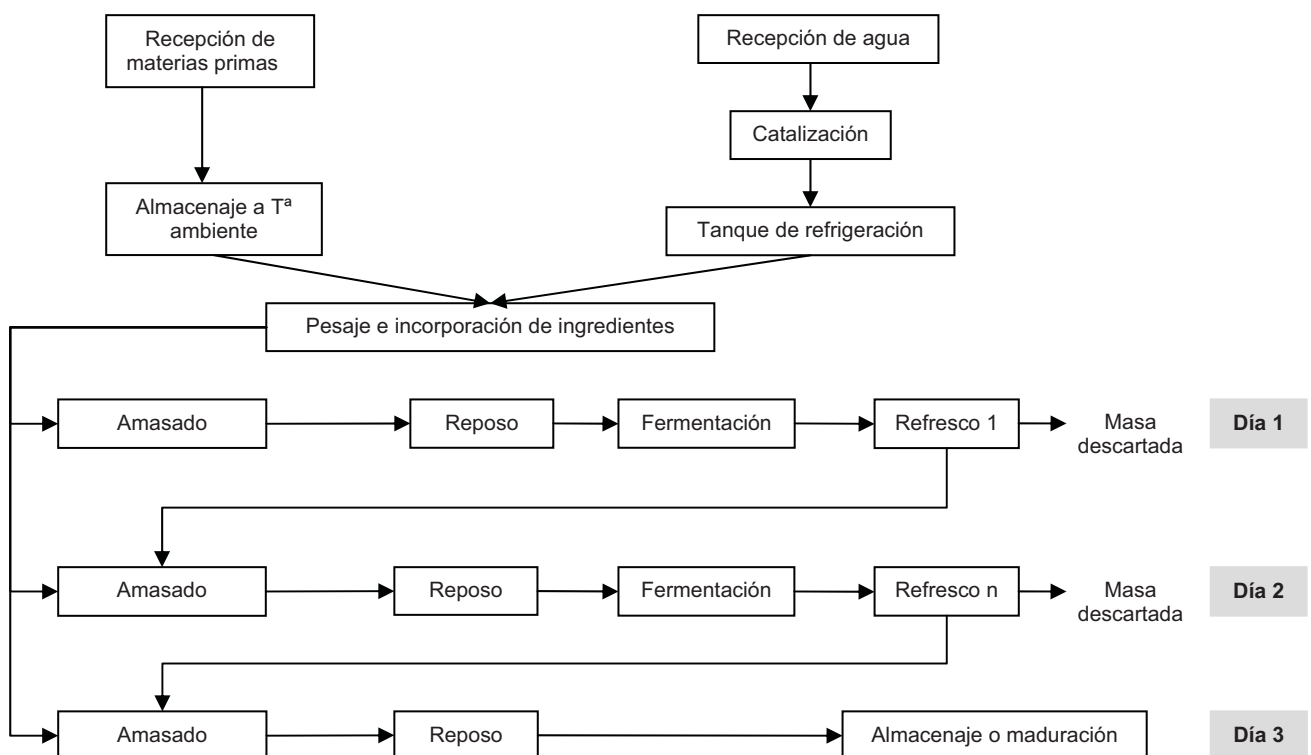 Recepción de
materias primas
Recepción de agua
Catalización
Almacenaje a Tª
ambiente
Tanque de refrigeración
Pesaje e incorporación de ingredientes
Amasado
Reposo
Fermentación
Refresco 1
Masa
descartada
Día 1
Amasado
Reposo
Fermentación
Refresco n
Masa
descartada
Día 2
Amasado
Reposo
Almacenaje o maduración
Día 3